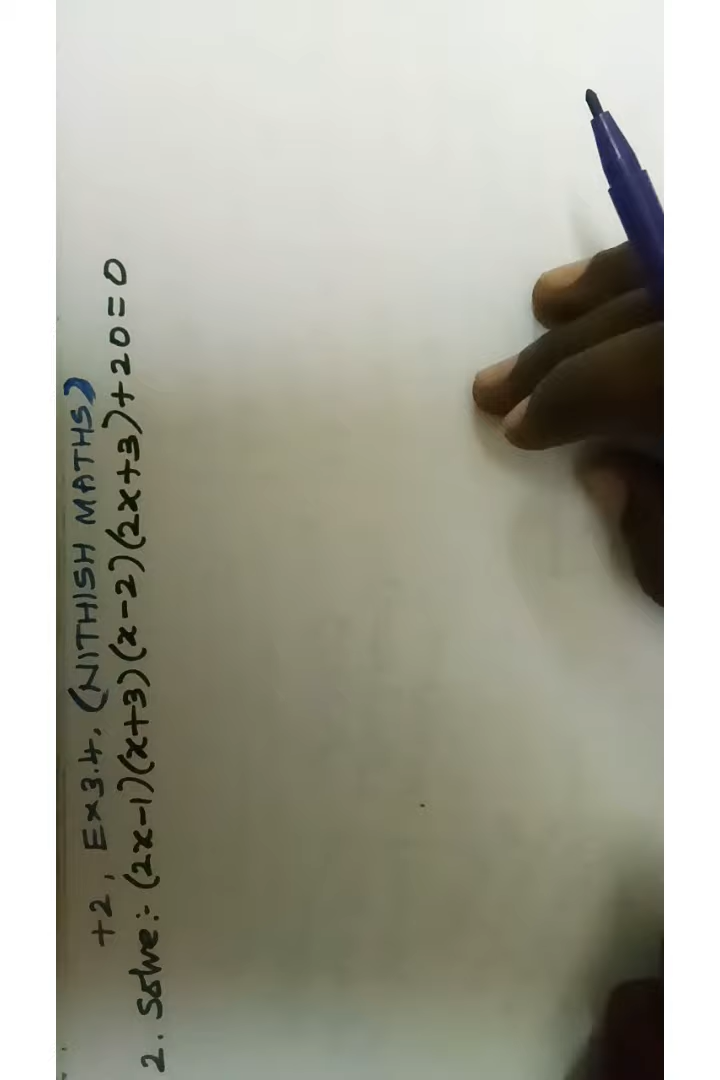 +2, Ex3.4, (NITHISH MATHS)
2. Solve:- (2x-1)(x+3)(x-2)(2x+3)+20=0